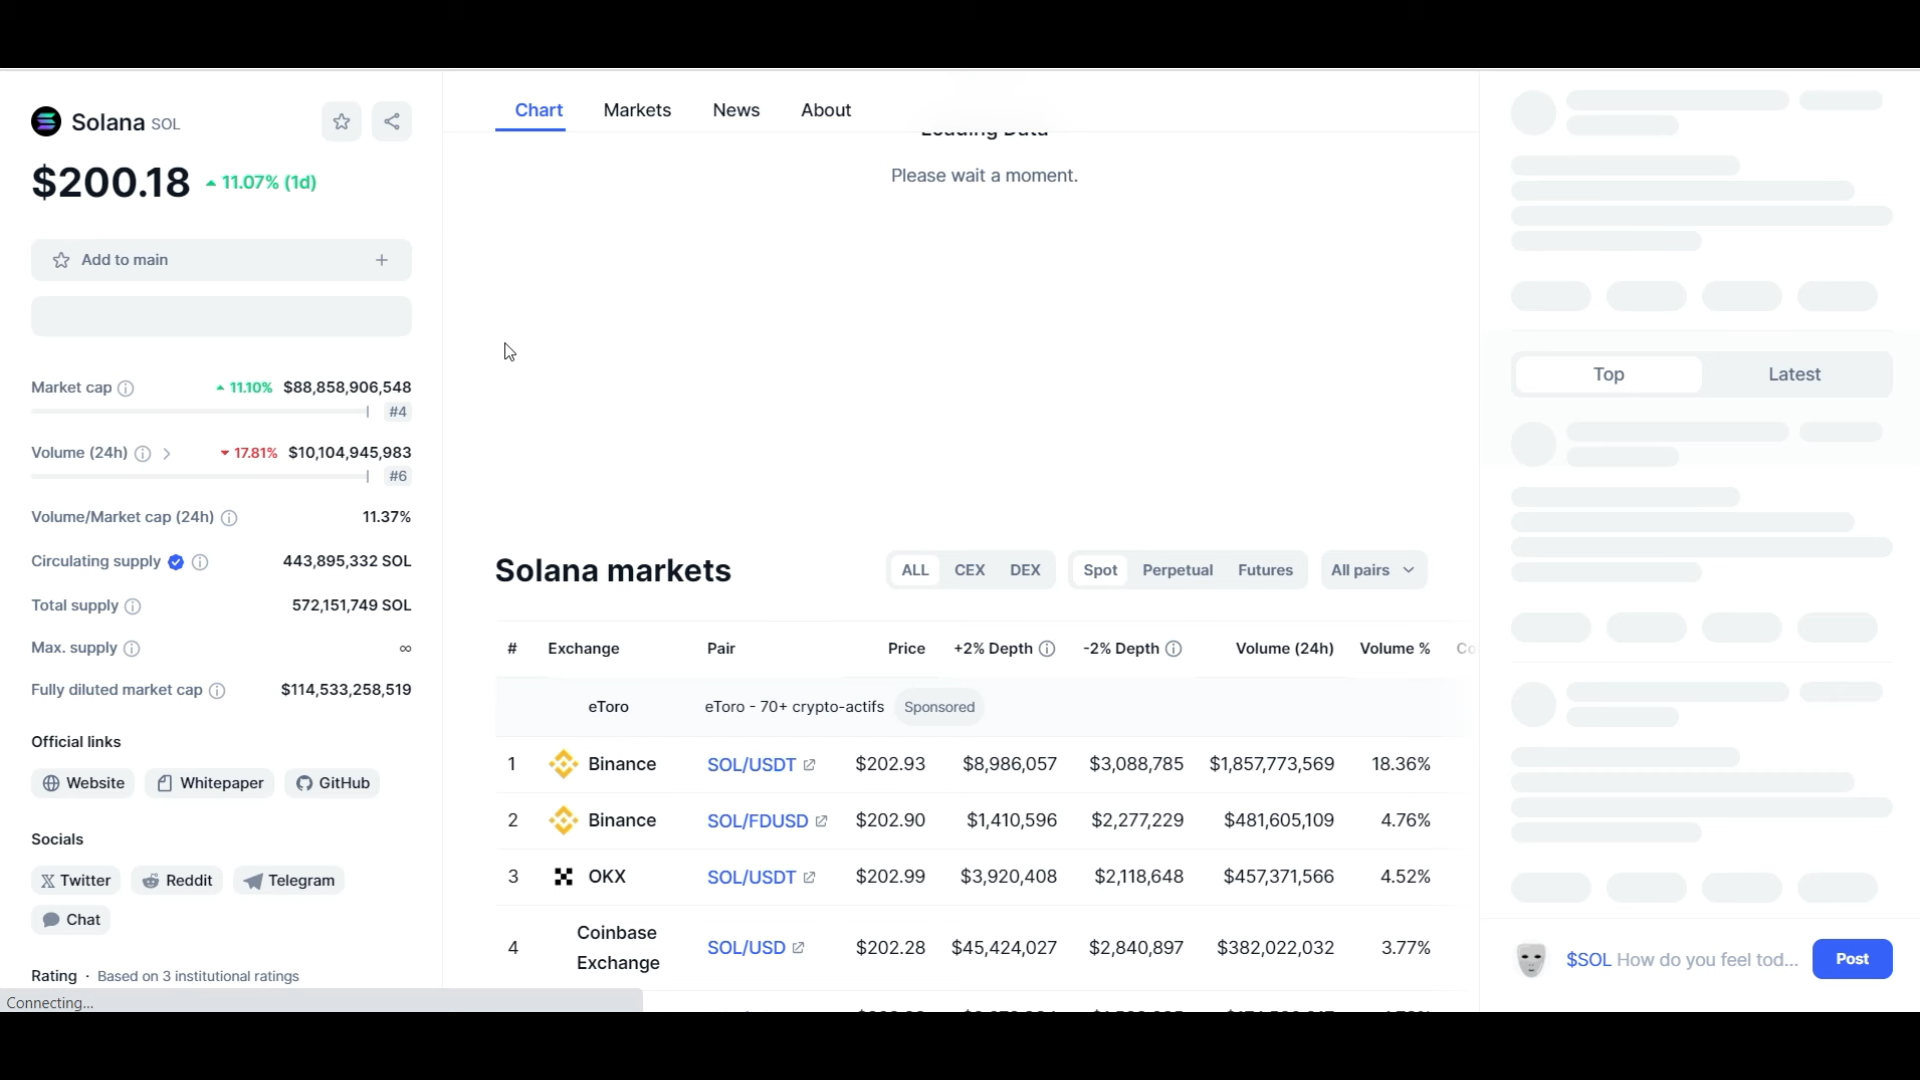 Solana SOL
$200.18 11.07% (1d)
Add to main +
Market cap 11.10% $88,858,906,548
#4
Volume (24h) 17.81% $10,104,945,983
#6
Volume/Market cap (24h) 11.37%
Circulating supply 443,895,332 SOL
Total supply 572,151,749 SOL
Max. supply ∞
Fully diluted market cap $114,533,258,519
Official links
Website Whitepaper GitHub
Socials
Twitter Reddit Telegram
Chat
Rating · Based on 3 institutional ratings
Connecting...
Chart Markets News About
Loading Data
Please wait a moment.
Solana markets ALL CEX DEX Spot Perpetual Futures All pairs
# Exchange Pair Price +2% Depth -2% Depth Volume (24h) Volume % Co
eToro eToro - 70+ crypto-actifs Sponsored
1 Binance SOL/USDT $202.93 $8,986,057 $3,088,785 $1,857,773,569 18.36%
2 Binance SOL/FDUSD $202.90 $1,410,596 $2,277,229 $481,605,109 4.76%
3 OKX SOL/USDT $202.99 $3,920,408 $2,118,648 $457,371,566 4.52%
4 Coinbase Exchange SOL/USD $202.28 $45,424,027 $2,840,897 $382,022,032 3.77%
Top Latest
$SOL How do you feel tod... Post